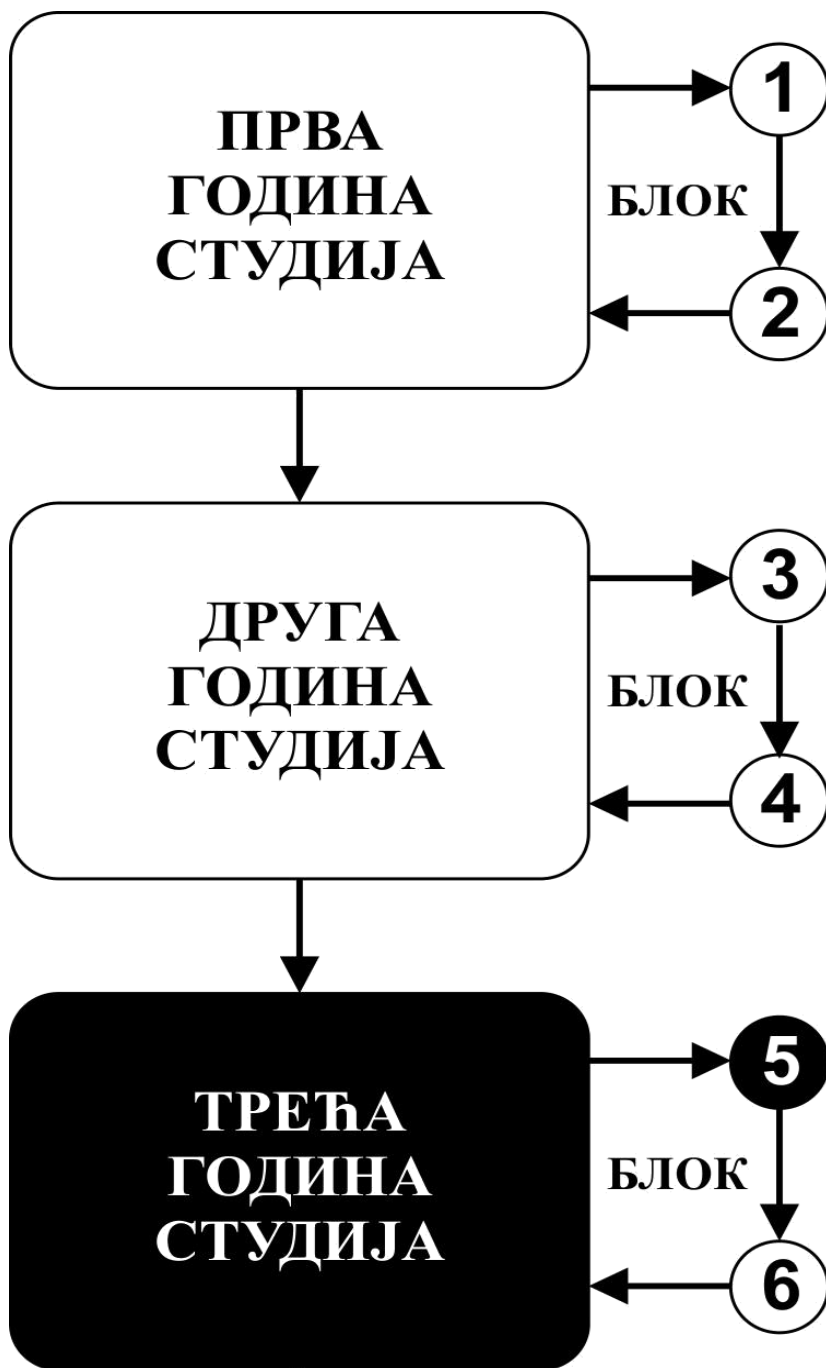 ПРВА
ГОДИНА
СТУДИЈА
1
БЛОК
2
ДРУГА
ГОДИНА
СТУДИЈА
3
БЛОК
4
ТРЕЋА
ГОДИНА
СТУДИЈА
5
БЛОК
6